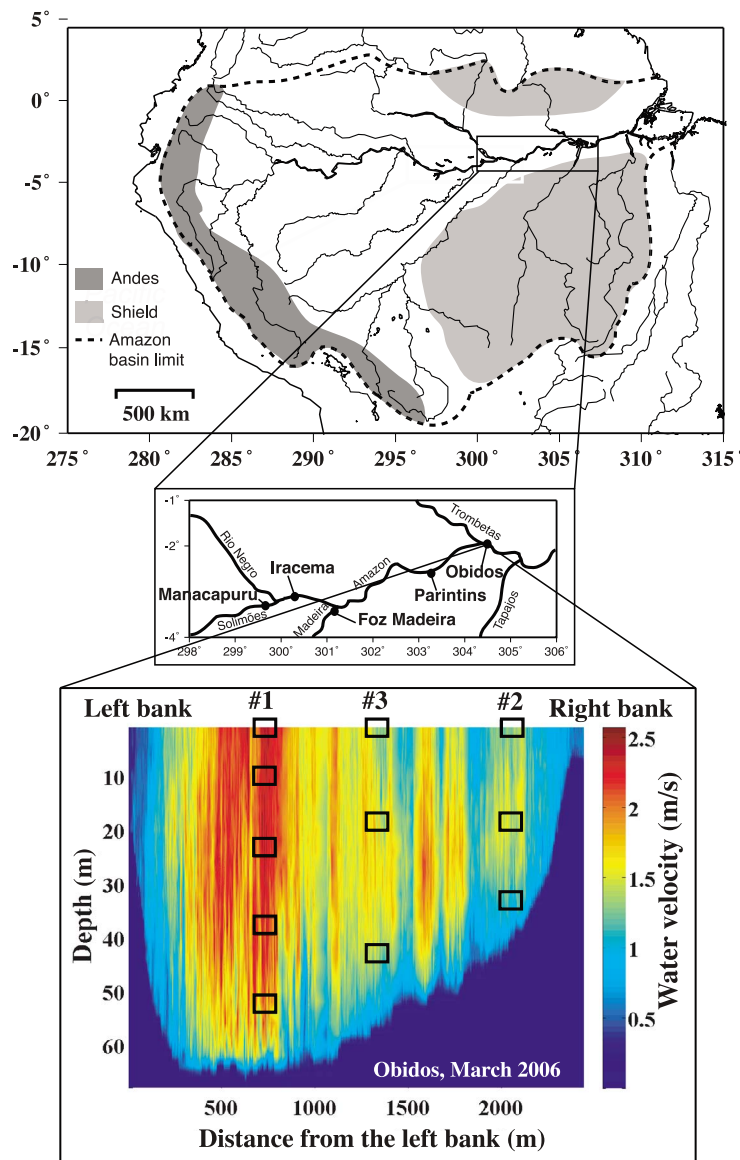 5˚
0˚
-5˚
-10˚
-15˚
-20˚
Andes
Shield
Amazon
basin limit
500 km
275˚ 280˚ 285˚ 290˚ 295˚ 300˚ 305˚ 310˚ 315˚
-1˚
-2˚
-4˚
Rio Negro
Trombetas
Iracema
Manacapuru
Amazon
Obidos
Parintins
Solimões
Madeira
Foz Madeira
Tapajos
298˚ 299˚ 300˚ 301˚ 302˚ 303˚ 304˚ 305˚ 306˚
Left bank #1 #3 #2 Right bank
10
20
30
40
50
60
Depth (m)
2.5
2
1.5
1
0.5
Water velocity (m/s)
Obidos, March 2006
500 1000 1500 2000
Distance from the left bank (m)